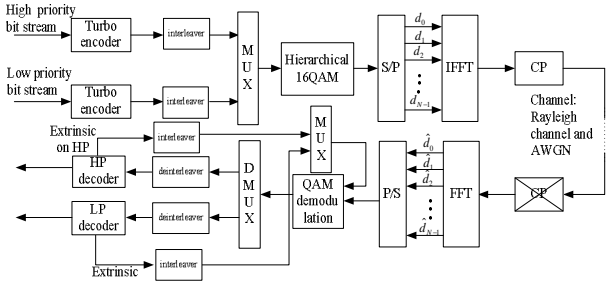 High priority
bit stream
Turbo
encoder
interleaver
M
U
X
Hierarchical
16QAM
S/P
d₀
d₁
d₂
d_{N-1}
IFFT
CP
Low priority
bit stream
Turbo
encoder
interleaver
Channel:
Rayleigh
channel and
AWGN
Extrinsic
on HP
interleaver
M
U
X
HP
decoder
deinterleaver
D
M
U
X
QAM
demodu
lation
P/S
d̂₀
d̂₁
d̂₂
d̂_{N-1}
FFT
CP
LP
decoder
deinterleaver
Extrinsic
interleaver